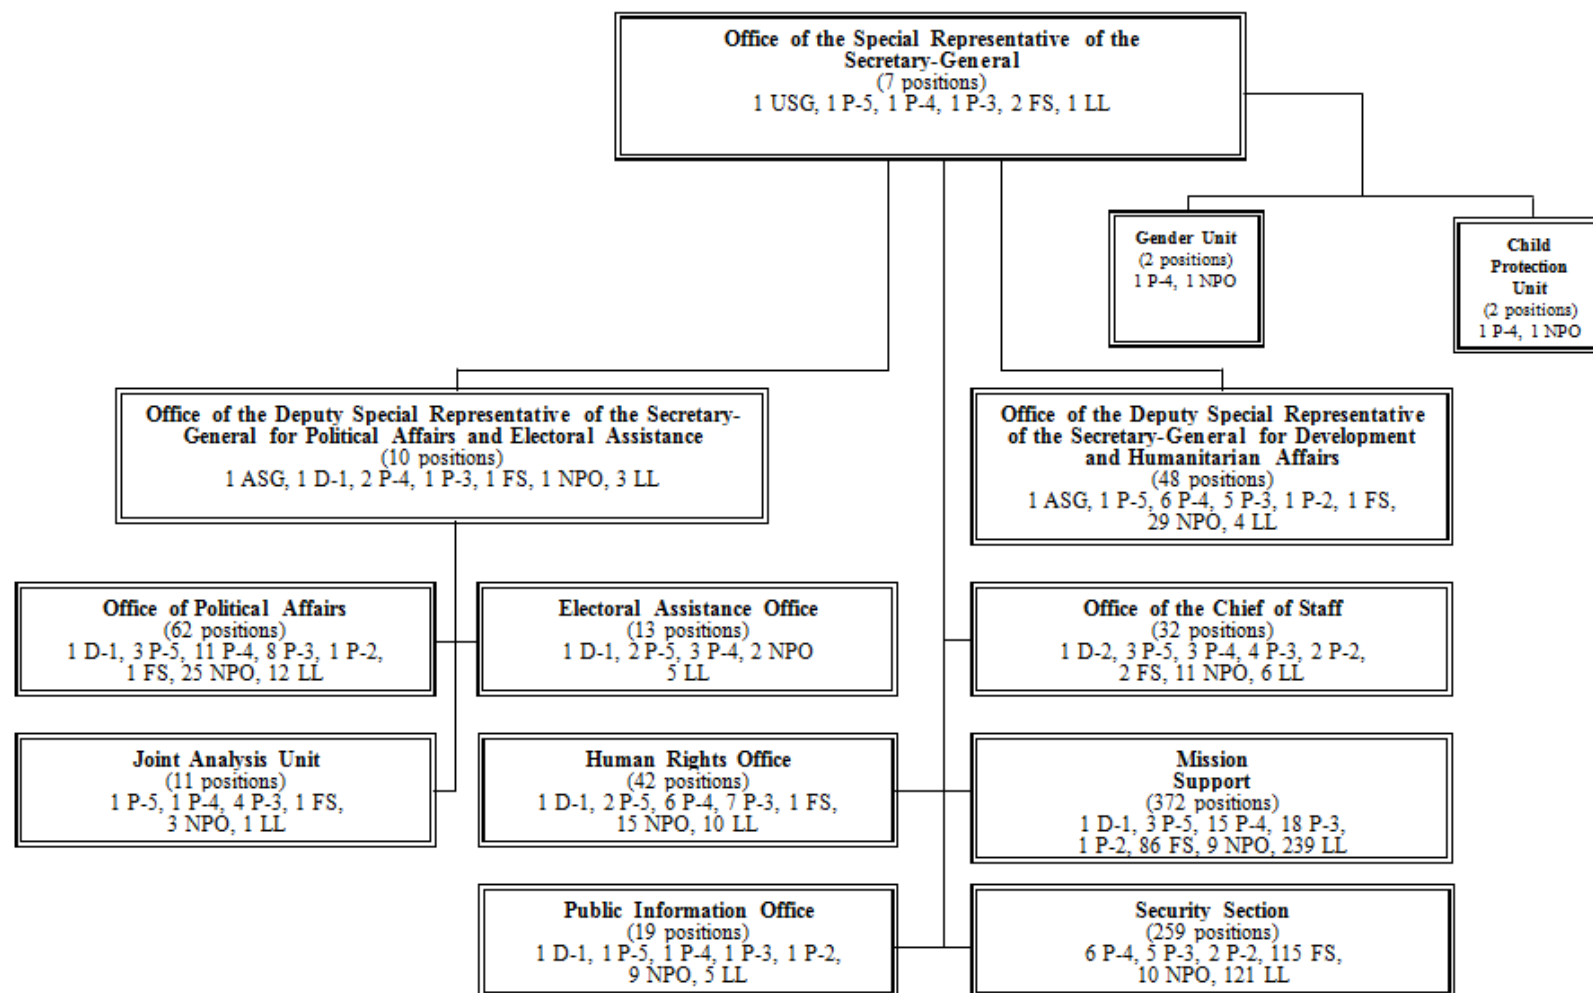 Office of the Special Representative of the
Secretary-General
(7 positions)
1 USG, 1 P-5, 1 P-4, 1 P-3, 2 FS, 1 LL
Gender Unit
(2 positions)
1 P-4, 1 NPO
Child
Protection
Unit
(2 positions)
1 P-4, 1 NPO
Office of the Deputy Special Representative of the Secretary-
General for Political Affairs and Electoral Assistance
(10 positions)
1 ASG, 1 D-1, 2 P-4, 1 P-3, 1 FS, 1 NPO, 3 LL
Office of the Deputy Special Representative
of the Secretary-General for Development
and Humanitarian Affairs
(48 positions)
1 ASG, 1 P-5, 6 P-4, 5 P-3, 1 P-2, 1 FS,
29 NPO, 4 LL
Office of Political Affairs
(62 positions)
1 D-1, 3 P-5, 11 P-4, 8 P-3, 1 P-2,
1 FS, 25 NPO, 12 LL
Electoral Assistance Office
(13 positions)
1 D-1, 2 P-5, 3 P-4, 2 NPO
5 LL
Office of the Chief of Staff
(32 positions)
1 D-2, 3 P-5, 3 P-4, 4 P-3, 2 P-2,
2 FS, 11 NPO, 6 LL
Joint Analysis Unit
(11 positions)
1 P-5, 1 P-4, 4 P-3, 1 FS,
3 NPO, 1 LL
Human Rights Office
(42 positions)
1 D-1, 2 P-5, 6 P-4, 7 P-3, 1 FS,
15 NPO, 10 LL
Mission
Support
(372 positions)
1 D-1, 3 P-5, 15 P-4, 18 P-3,
1 P-2, 86 FS, 9 NPO, 239 LL
Public Information Office
(19 positions)
1 D-1, 1 P-5, 1 P-4, 1 P-3, 1 P-2,
9 NPO, 5 LL
Security Section
(259 positions)
6 P-4, 5 P-3, 2 P-2, 115 FS,
10 NPO, 121 LL